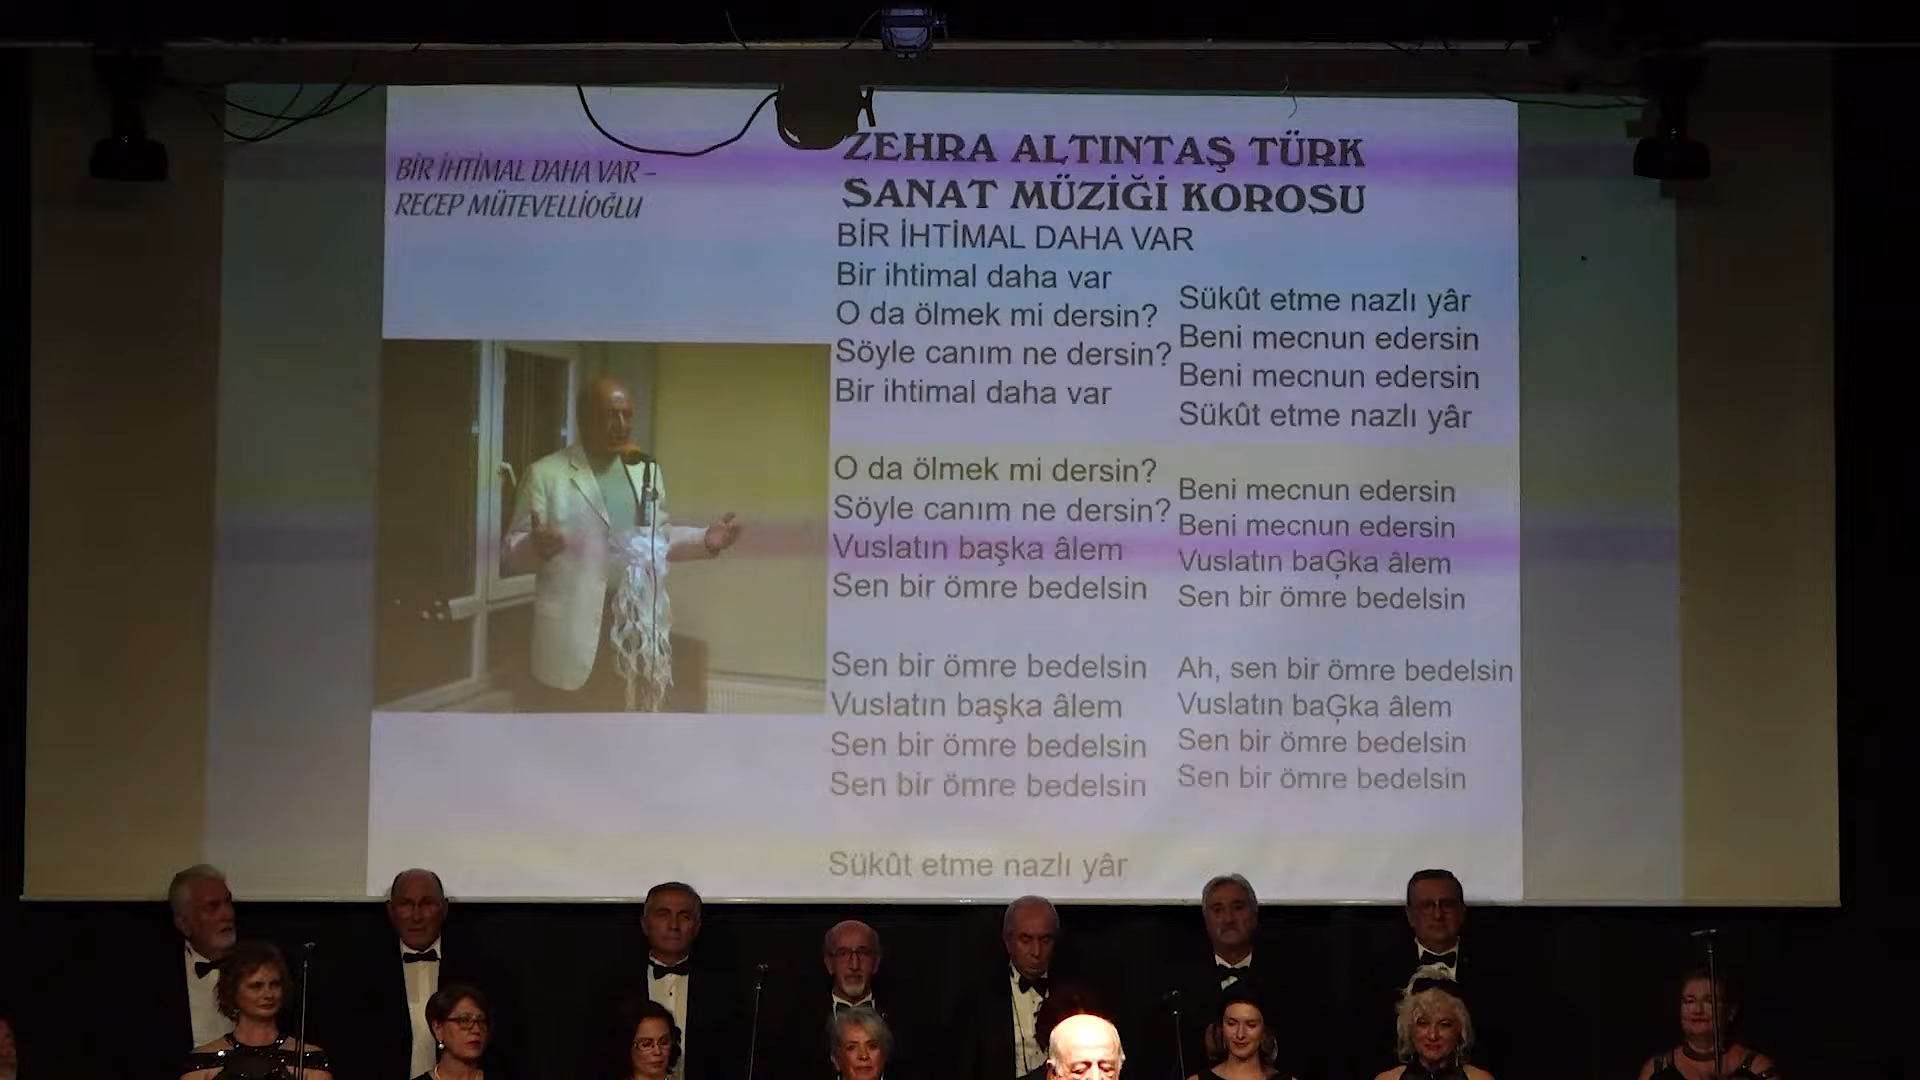 BİR İHTİMAL DAHA VAR –
RECEP MÜTEVELLİOĞLU
ZEHRA ALTINTAŞ TÜRK
SANAT MÜZİĞİ KOROSU
BİR İHTİMAL DAHA VAR
Bir ihtimal daha var
O da ölmek mi dersin?
Söyle canım ne dersin?
Bir ihtimal daha var
O da ölmek mi dersin?
Söyle canım ne dersin?
Vuslatın başka âlem
Sen bir ömre bedelsin
Sen bir ömre bedelsin
Vuslatın başka âlem
Sen bir ömre bedelsin
Sen bir ömre bedelsin
Sükût etme nazlı yâr
Sükût etme nazlı yâr
Beni mecnun edersin
Beni mecnun edersin
Sükût etme nazlı yâr
Beni mecnun edersin
Beni mecnun edersin
Vuslatın baĢka âlem
Sen bir ömre bedelsin
Ah, sen bir ömre bedelsin
Vuslatın baĢka âlem
Sen bir ömre bedelsin
Sen bir ömre bedelsin